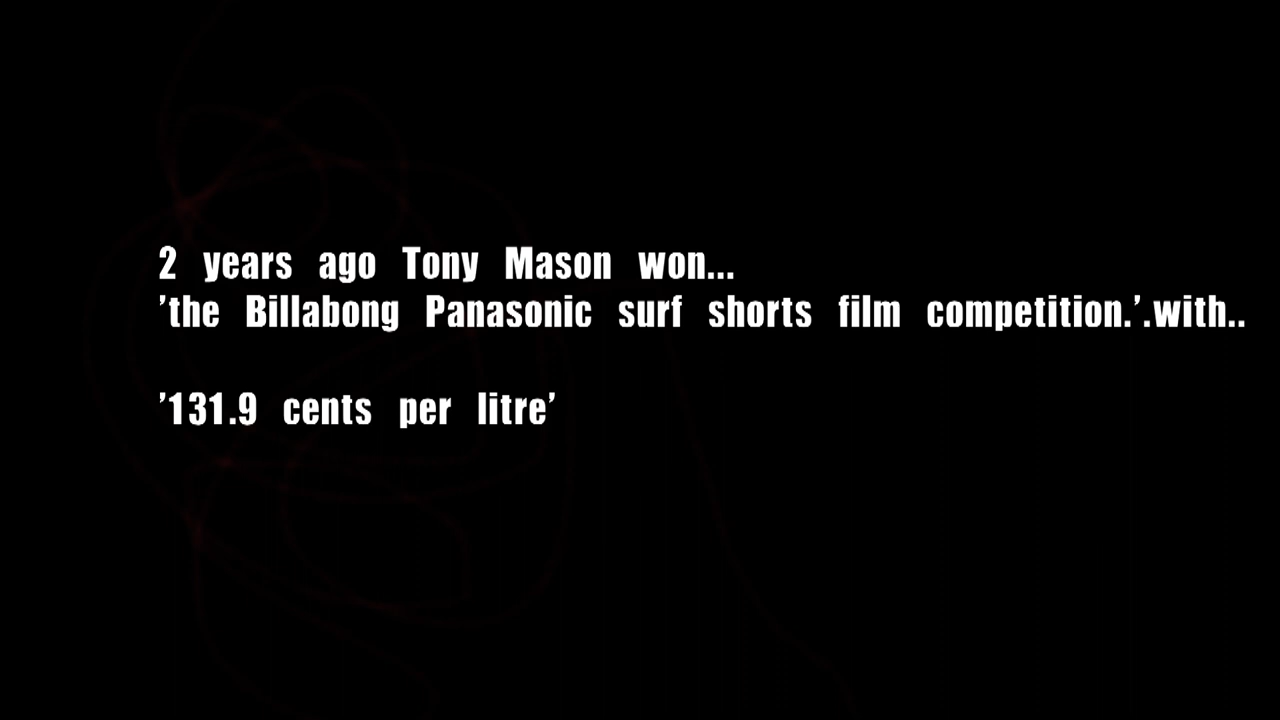 2 years ago Tony Mason won...
’the Billabong Panasonic surf shorts film competition.’.with..
’131.9 cents per litre’